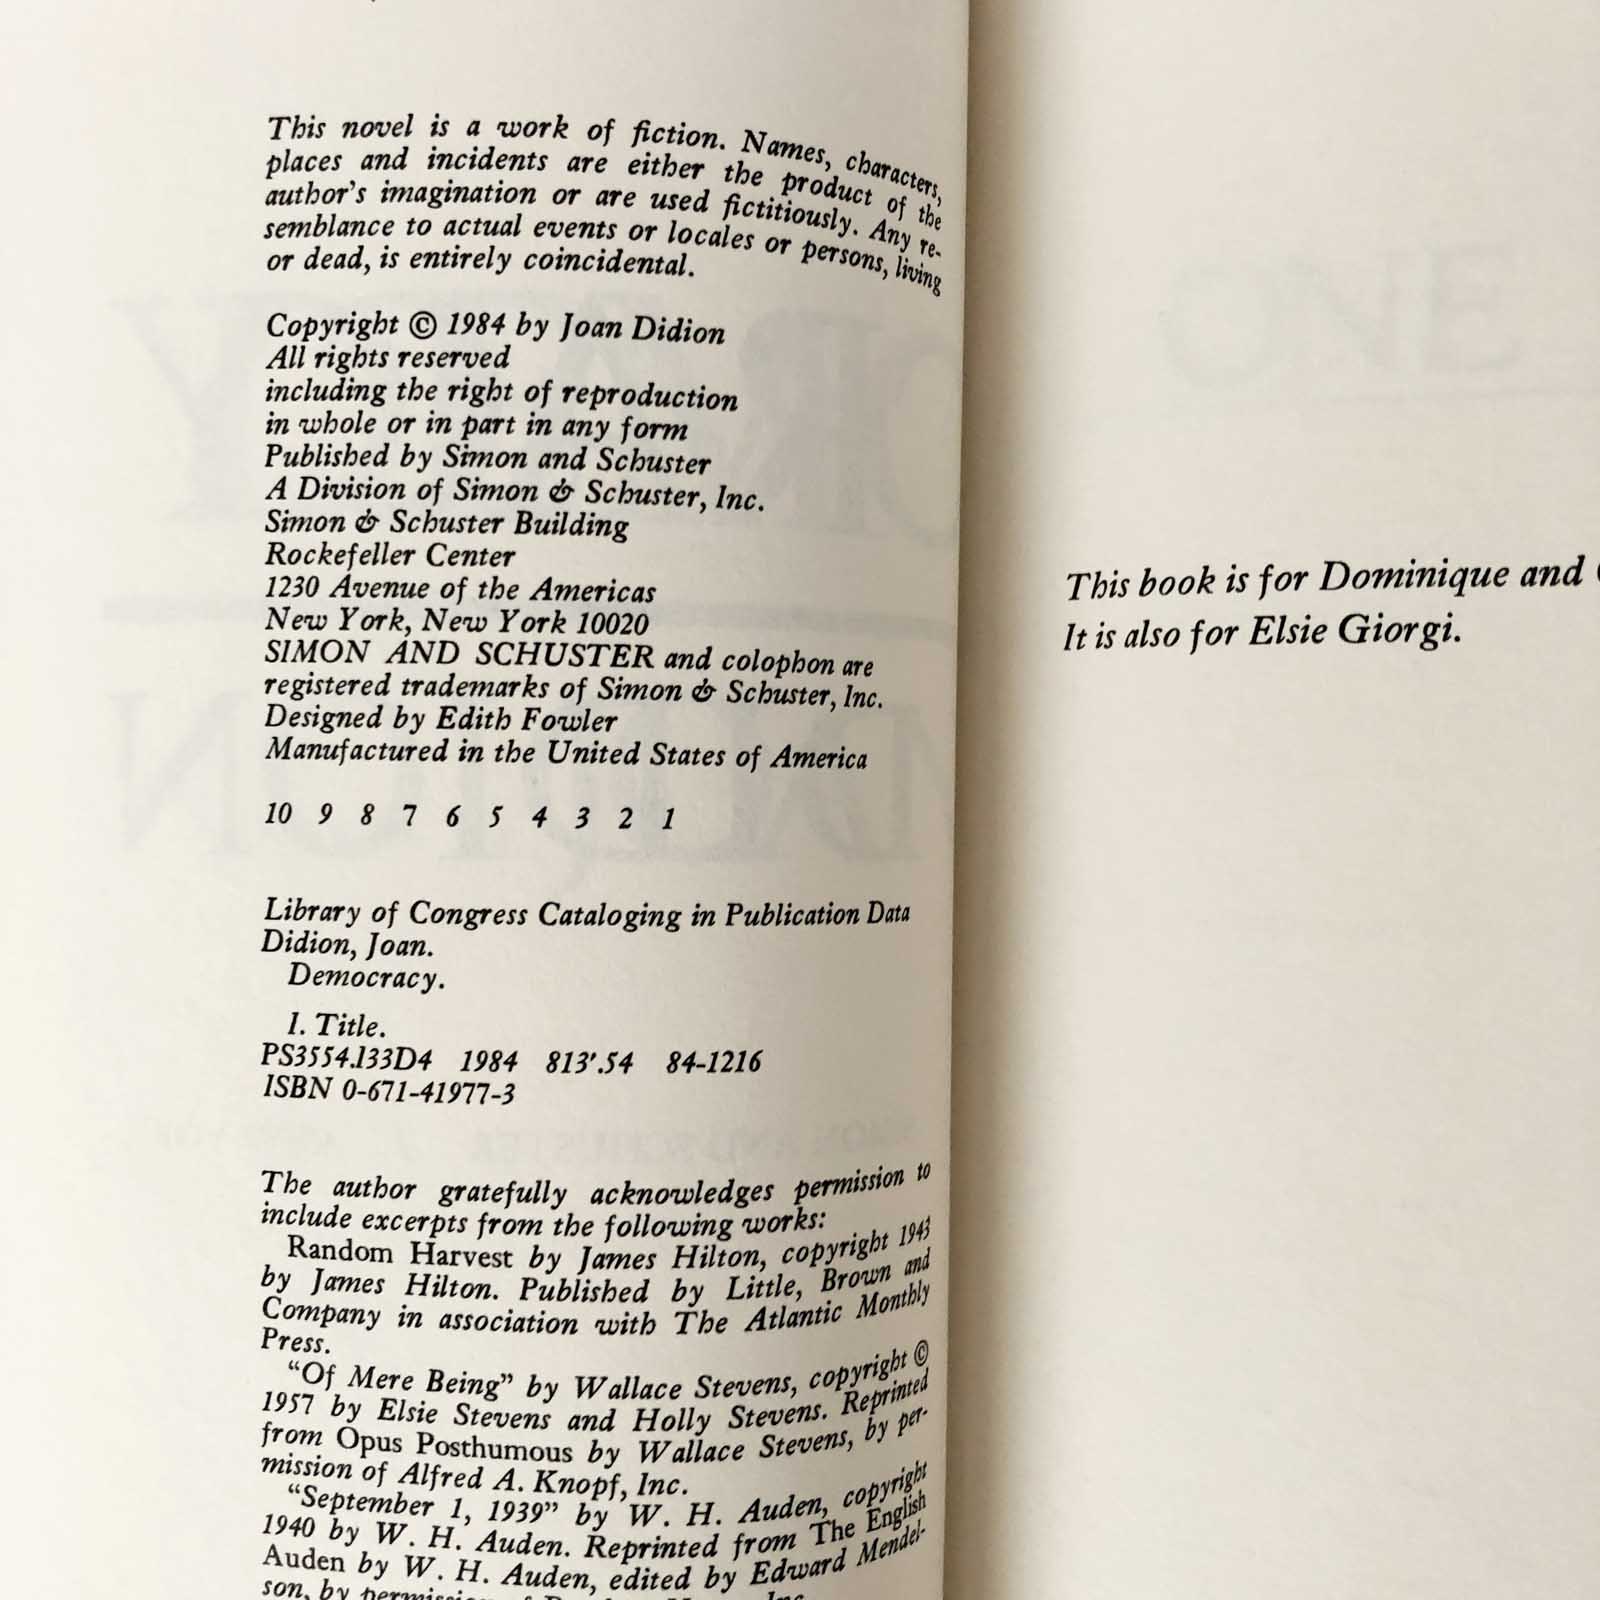 This novel is a work of fiction. Names, characters,
places and incidents are either the product of the
author's imagination or are used fictitiously. Any re-
semblance to actual events or locales or persons, living
or dead, is entirely coincidental.
Copyright © 1984 by Joan Didion
All rights reserved
including the right of reproduction
in whole or in part in any form
Published by Simon and Schuster
A Division of Simon & Schuster, Inc.
Simon & Schuster Building
Rockefeller Center
1230 Avenue of the Americas
New York, New York 10020
SIMON AND SCHUSTER and colophon are
registered trademarks of Simon & Schuster, Inc.
Designed by Edith Fowler
Manufactured in the United States of America
10 9 8 7 6 5 4 3 2 1
Library of Congress Cataloging in Publication Data
Didion, Joan.
Democracy.
I. Title.
PS3554.I33D4 1984 813'.54 84-1216
ISBN 0-671-41977-3
The author gratefully acknowledges permission to
include excerpts from the following works:
Random Harvest by James Hilton, copyright 1943
by James Hilton. Published by Little, Brown and
Company in association with The Atlantic Monthly
Press.
"Of Mere Being" by Wallace Stevens, copyright ©
1957 by Elsie Stevens and Holly Stevens. Reprinted
from Opus Posthumous by Wallace Stevens, by per-
mission of Alfred A. Knopf, Inc.
"September 1, 1939" by W. H. Auden, copyright
1940 by W. H. Auden. Reprinted from The English
Auden by W. H. Auden, edited by Edward Mendel-
son, by permission of
This book is for Dominique and
It is also for Elsie Giorgi.